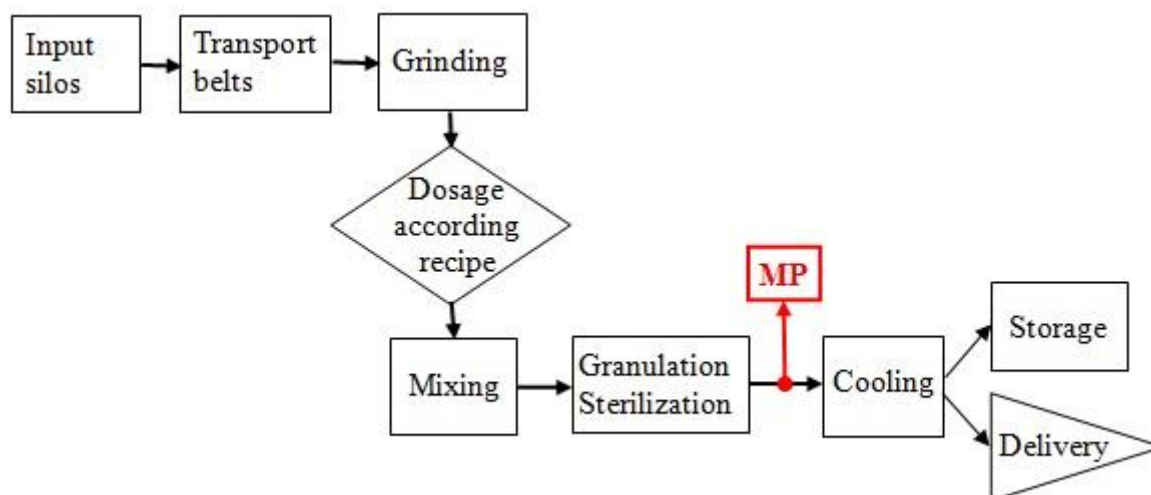 Input
silos
Transport
belts
Grinding
Dosage
according
recipe
MP
Mixing
Granulation
Sterilization
Cooling
Storage
Delivery